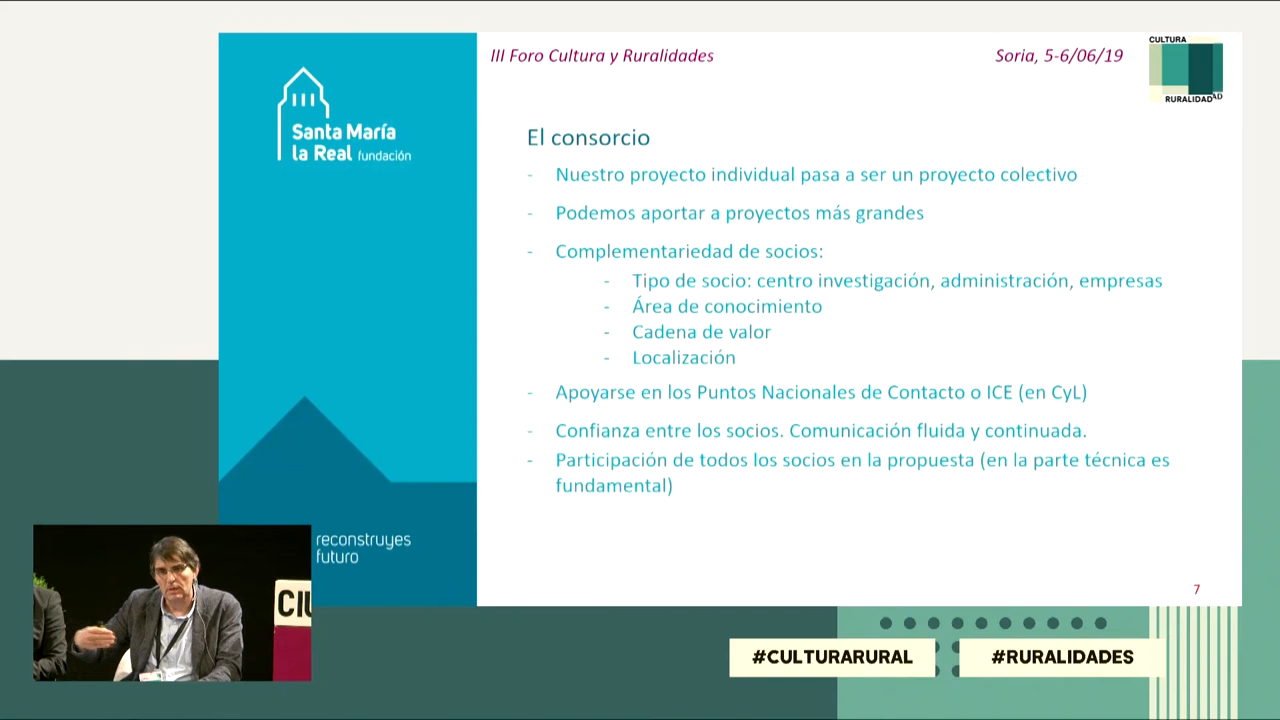 III Foro Cultura y Ruralidades
Soria, 5-6/06/19
CULTURA
RURALIDAD
AD
Santa María
la Real fundación
El consorcio
- Nuestro proyecto individual pasa a ser un proyecto colectivo
- Podemos aportar a proyectos más grandes
- Complementariedad de socios:
- Tipo de socio: centro investigación, administración, empresas
- Área de conocimiento
- Cadena de valor
- Localización
- Apoyarse en los Puntos Nacionales de Contacto o ICE (en CyL)
- Confianza entre los socios. Comunicación fluida y continuada.
- Participación de todos los socios en la propuesta (en la parte técnica es
fundamental)
reconstruyes
futuro
7
CIU
#CULTURARURAL
#RURALIDADES